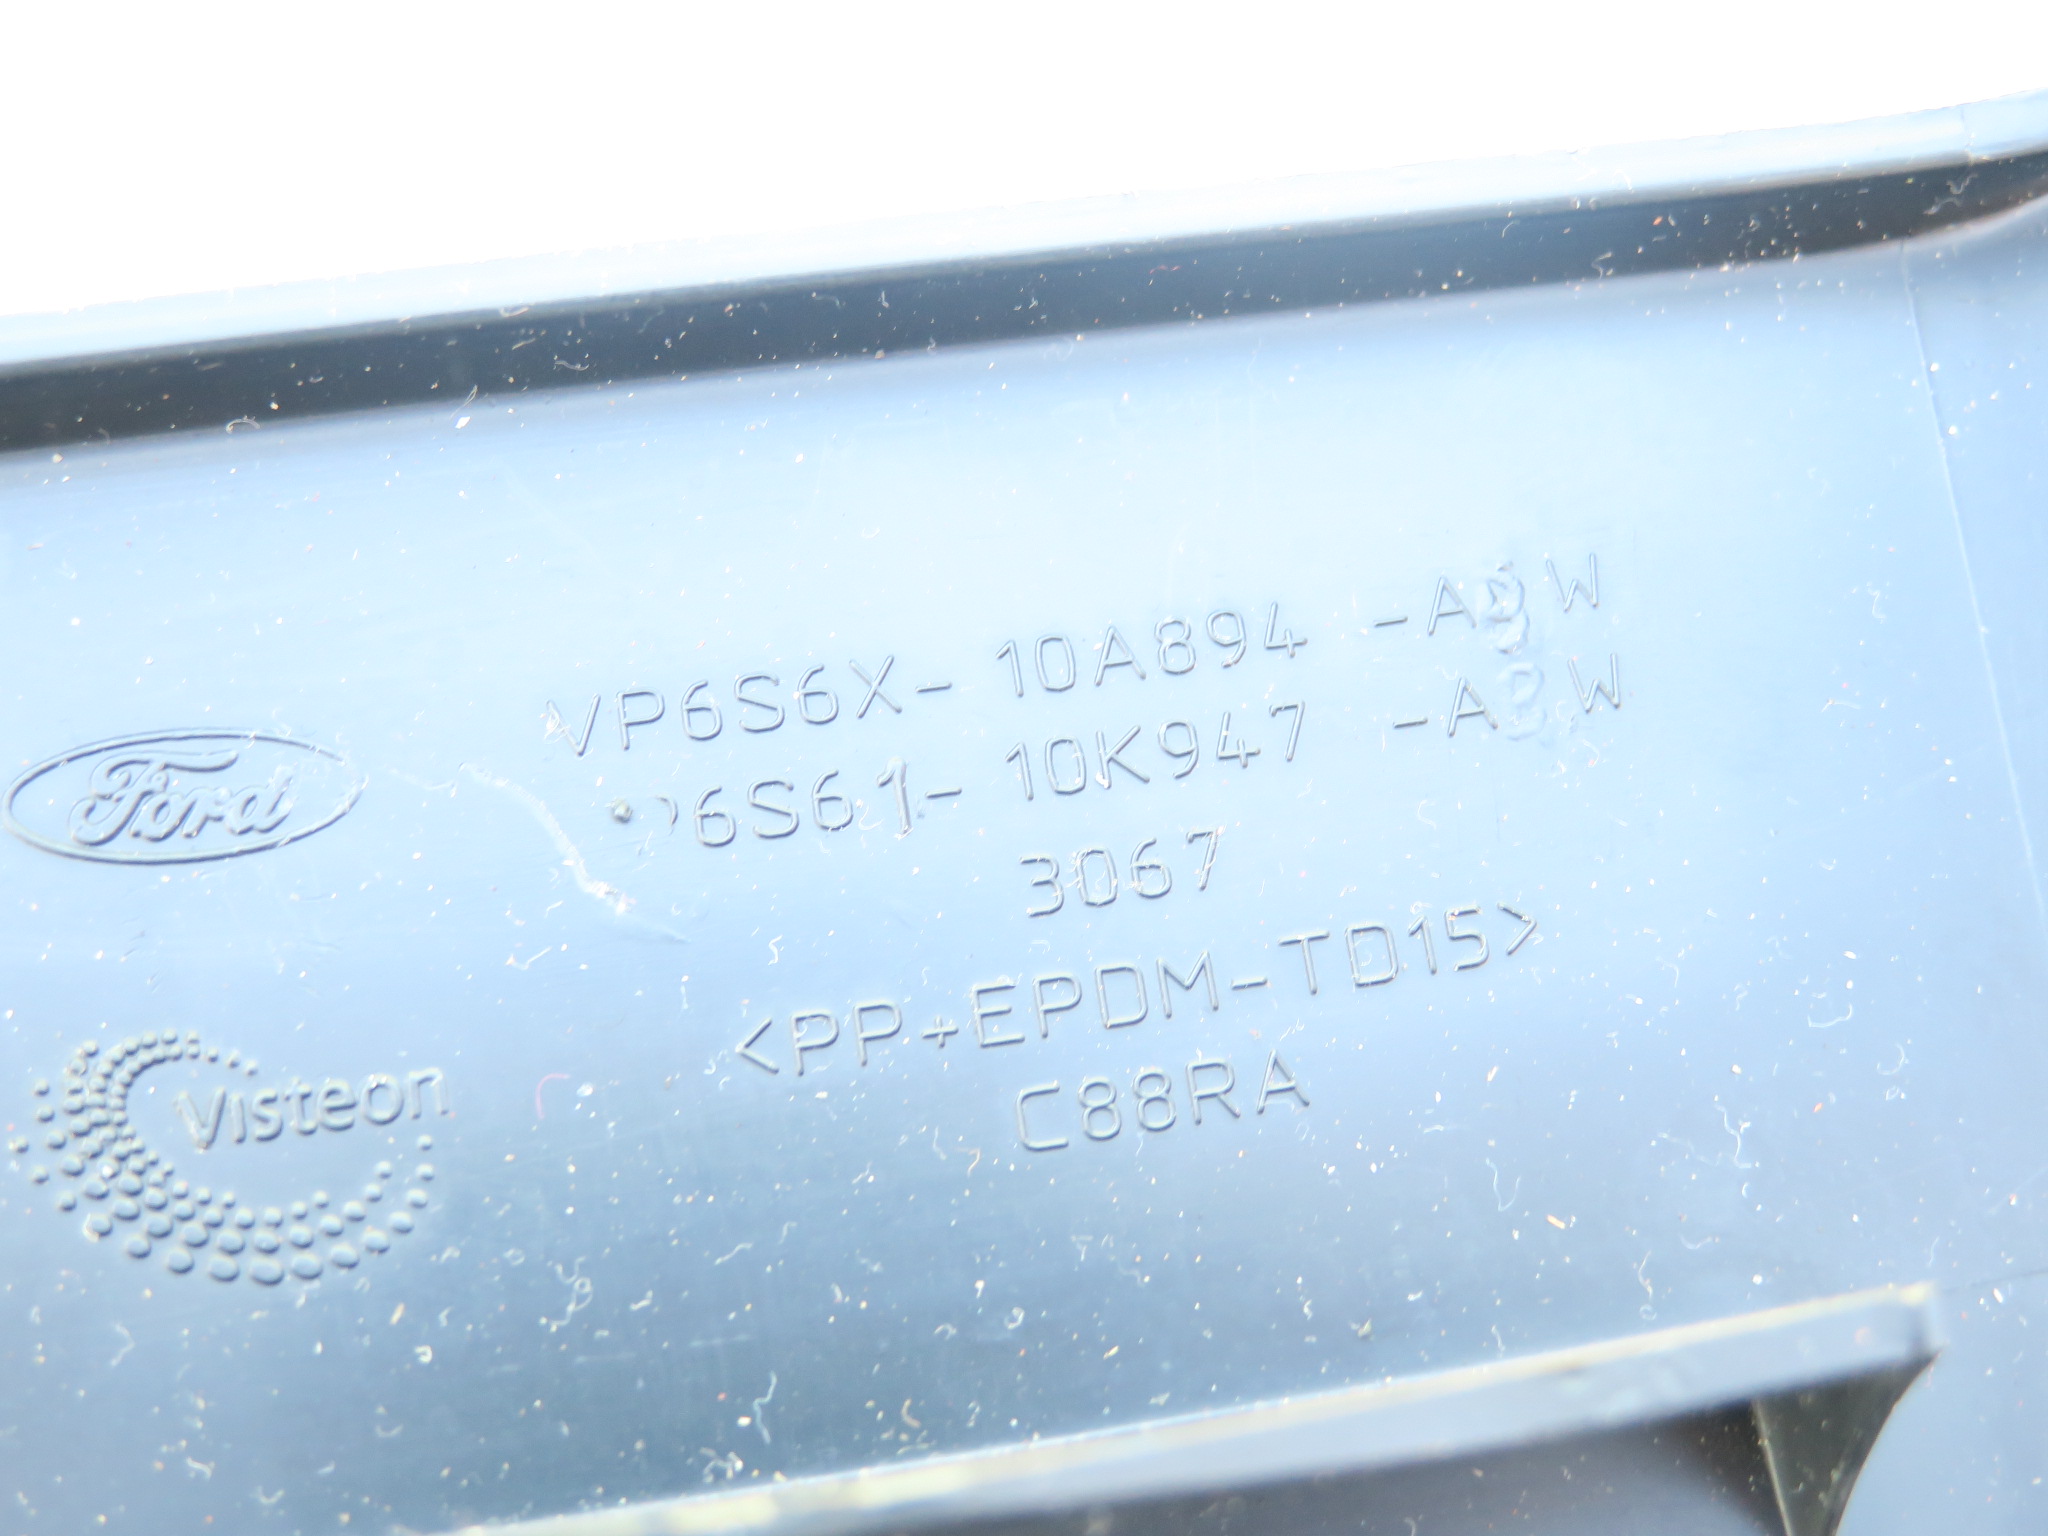 Ford
VP6S6X-10A894
6S61-10K947
3067
<PP+EPDM-TD15>
C88RA
Visteon